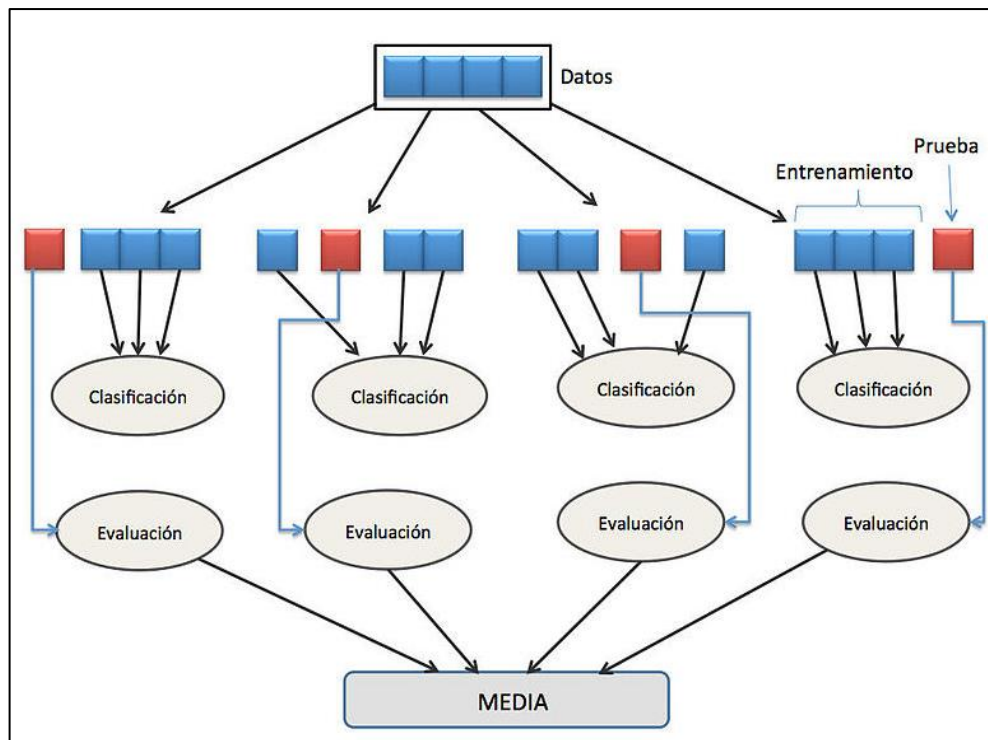 Datos
Prueba
Entrenamiento
Clasificación
Clasificación
Clasificación
Clasificación
Evaluación
Evaluación
Evaluación
Evaluación
MEDIA